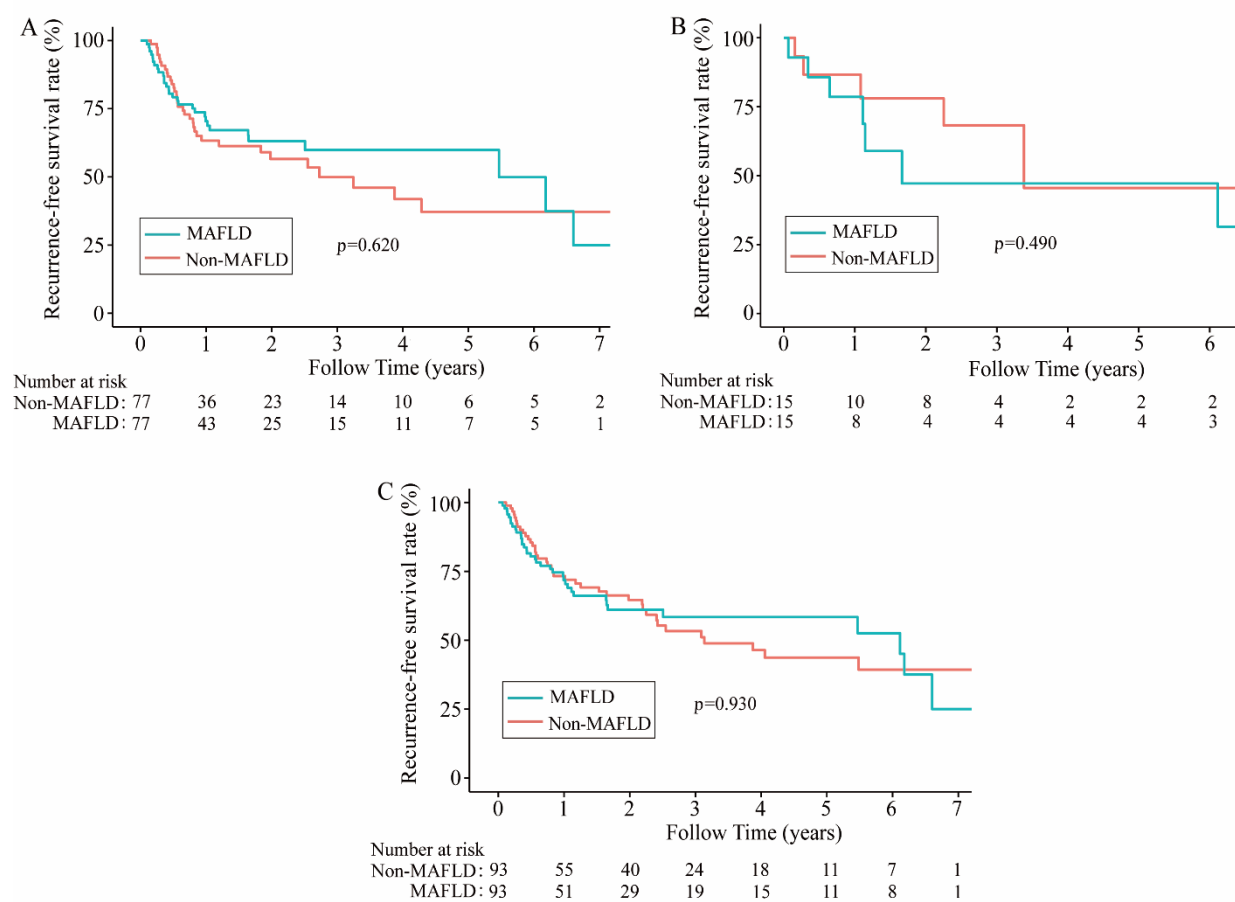 A
Recurrence-free survival rate (%)
100
75
50
25
0
MAFLD
Non-MAFLD
p=0.620
0 1 2 3 4 5 6 7
Follow Time (years)
Number at risk
Non-MAFLD: 77 36 23 14 10 6 5 2
MAFLD: 77 43 25 15 11 7 5 1
B
Recurrence-free survival rate (%)
100
75
50
25
0
MAFLD
Non-MAFLD
p=0.490
0 1 2 3 4 5 6
Follow Time (years)
Number at risk
Non-MAFLD: 15 10 8 4 2 2 2
MAFLD: 15 8 4 4 4 4 3
C
Recurrence-free survival rate (%)
100
75
50
25
0
MAFLD
Non-MAFLD
p=0.930
0 1 2 3 4 5 6 7
Follow Time (years)
Number at risk
Non-MAFLD: 93 55 40 24 18 11 7 1
MAFLD: 93 51 29 19 15 11 8 1